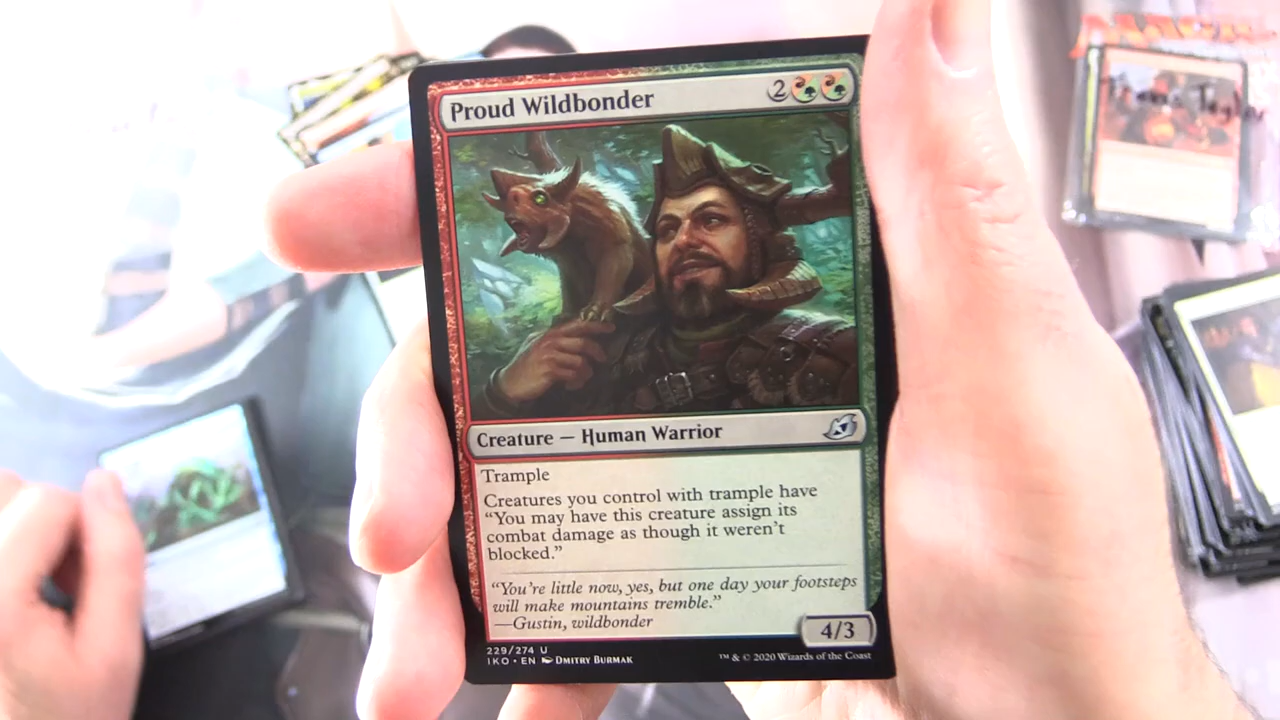 Proud Wildbonder
2
Creature — Human Warrior
Trample
Creatures you control with trample have
“You may have this creature assign its
combat damage as though it weren’t
blocked.”
“You’re little now, yes, but one day your footsteps
will make mountains tremble.”
—Gustin, wildbonder
4/3
229/274 U
IKO • EN Dmitry Burmak
™ & © 2020 Wizards of the Coast